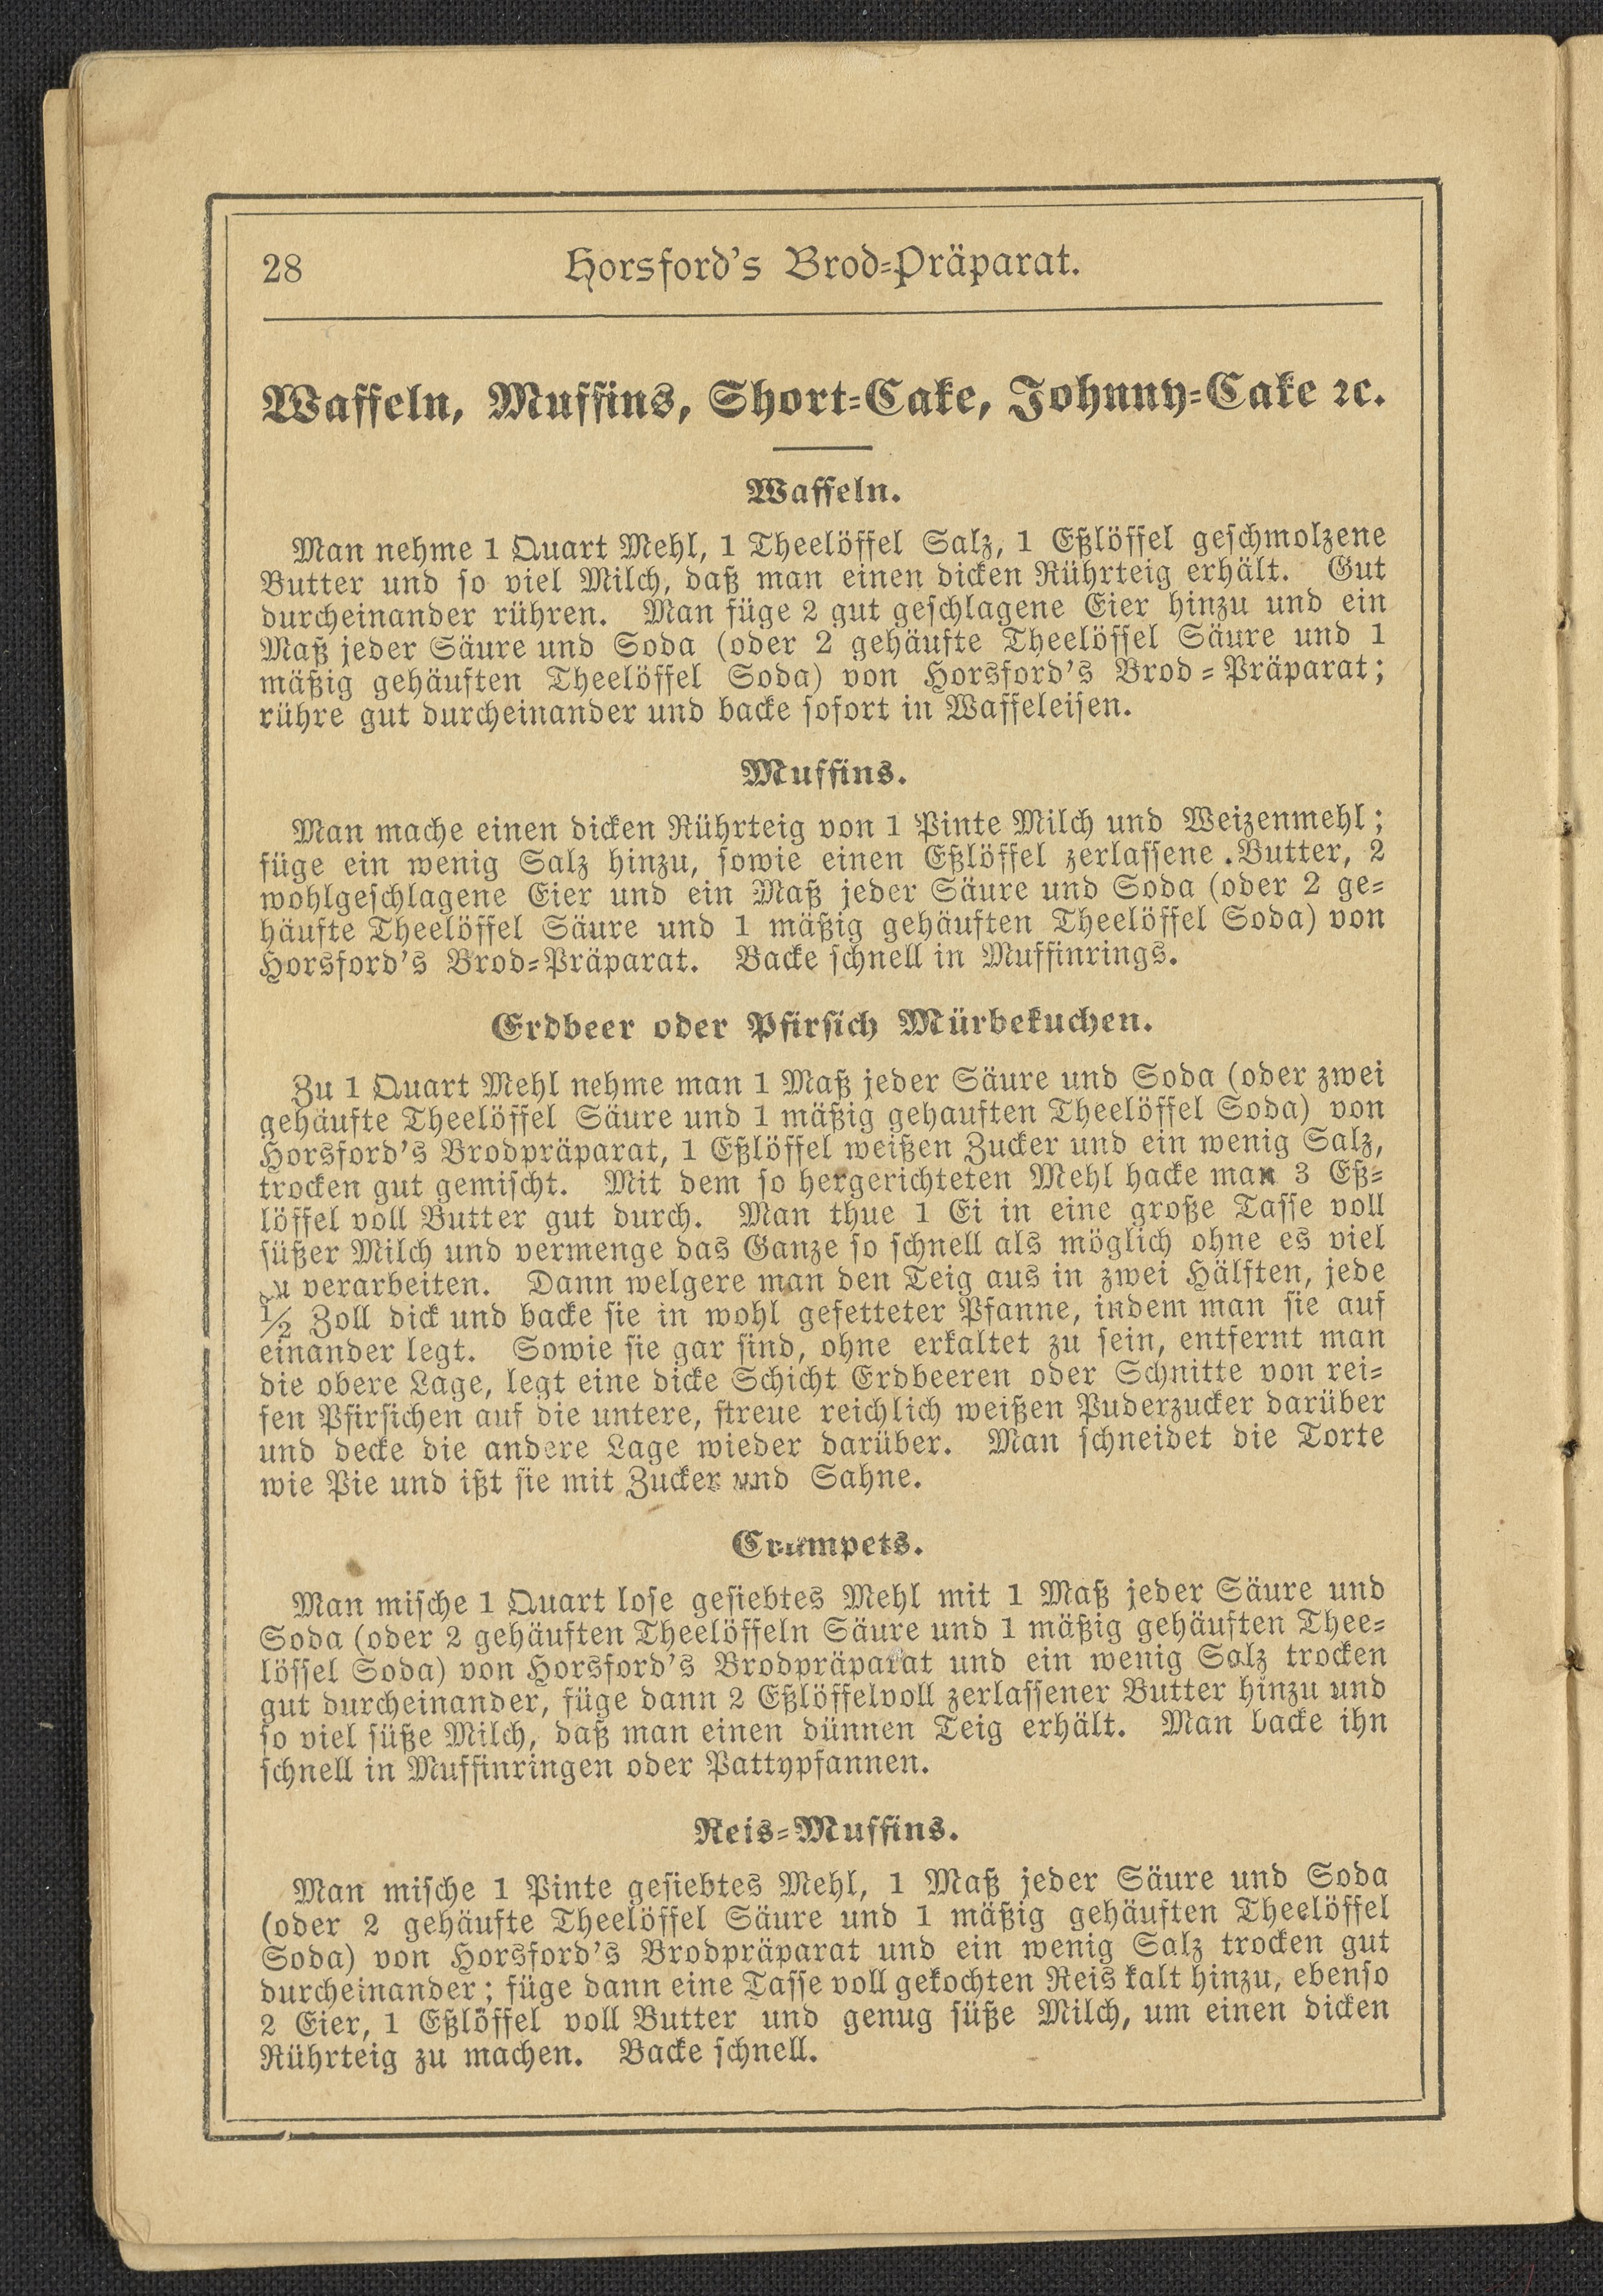 28
Horsford's Brod-Präparat.
Waffeln, Muffins, Short-Cake, Johnny-Cake ꝛc.
Waffeln.
Man nehme 1 Quart Mehl, 1 Theelöffel Salz, 1 Eßlöffel geschmolzene
Butter und so viel Milch, daß man einen dicken Rührteig erhält. Gut
durcheinander rühren. Man füge 2 gut geschlagene Eier hinzu und ein
Maß jeder Säure und Soda (oder 2 gehäufte Theelöffel Säure und 1
mäßig gehäuften Theelöffel Soda) von Horsford's Brod-Präparat;
rühre gut durcheinander und backe sofort in Waffeleisen.
Muffins.
Man mache einen dicken Rührteig von 1 Pinte Milch und Weizenmehl;
füge ein wenig Salz hinzu, sowie einen Eßlöffel zerlassene Butter, 2
wohlgeschlagene Eier und ein Maß jeder Säure und Soda (oder 2 ge-
häufte Theelöffel Säure und 1 mäßig gehäuften Theelöffel Soda) von
Horsford's Brod-Präparat. Backe schnell in Muffinrings.
Erdbeer oder Pfirsich Mürbekuchen.
Zu 1 Quart Mehl nehme man 1 Maß jeder Säure und Soda (oder zwei
gehäufte Theelöffel Säure und 1 mäßig gehauften Theelöffel Soda) von
Horsford's Brodpräparat, 1 Eßlöffel weißen Zucker und ein wenig Salz,
trocken gut gemischt. Mit dem so hergerichteten Mehl hacke man 3 Eß-
löffel voll Butter gut durch. Man thue 1 Ei in eine große Tasse voll
süßer Milch und vermenge das Ganze so schnell als möglich ohne es viel
zu verarbeiten. Dann welgere man den Teig aus in zwei Hälften, jede
1/2 Zoll dick und backe sie in wohl gefetteter Pfanne, indem man sie auf
einander legt. Sowie sie gar sind, ohne erkaltet zu sein, entfernt man
die obere Lage, legt eine dicke Schicht Erdbeeren oder Schnitte von rei-
fen Pfirsichen auf die untere, streue reichlich weißen Puderzucker darüber
und decke die andere Lage wieder darüber. Man schneidet die Torte
wie Pie und ißt sie mit Zucker und Sahne.
Crumpets.
Man mische 1 Quart lose gesiebtes Mehl mit 1 Maß jeder Säure und
Soda (oder 2 gehäuften Theelöffeln Säure und 1 mäßig gehäuften Thee-
löffel Soda) von Horsford's Brodpräparat und ein wenig Salz trocken
gut durcheinander, füge dann 2 Eßlöffelvoll zerlassener Butter hinzu und
so viel süße Milch, daß man einen dünnen Teig erhält. Man backe ihn
schnell in Muffinringen oder Pattypfannen.
Reis-Muffins.
Man mische 1 Pinte gesiebtes Mehl, 1 Maß jeder Säure und Soda
(oder 2 gehäufte Theelöffel Säure und 1 mäßig gehäuften Theelöffel
Soda) von Horsford's Brodpräparat und ein wenig Salz trocken gut
durcheinander; füge dann eine Tasse voll gekochten Reis kalt hinzu, ebenso
2 Eier, 1 Eßlöffel voll Butter und genug süße Milch, um einen dicken
Rührteig zu machen. Backe schnell.